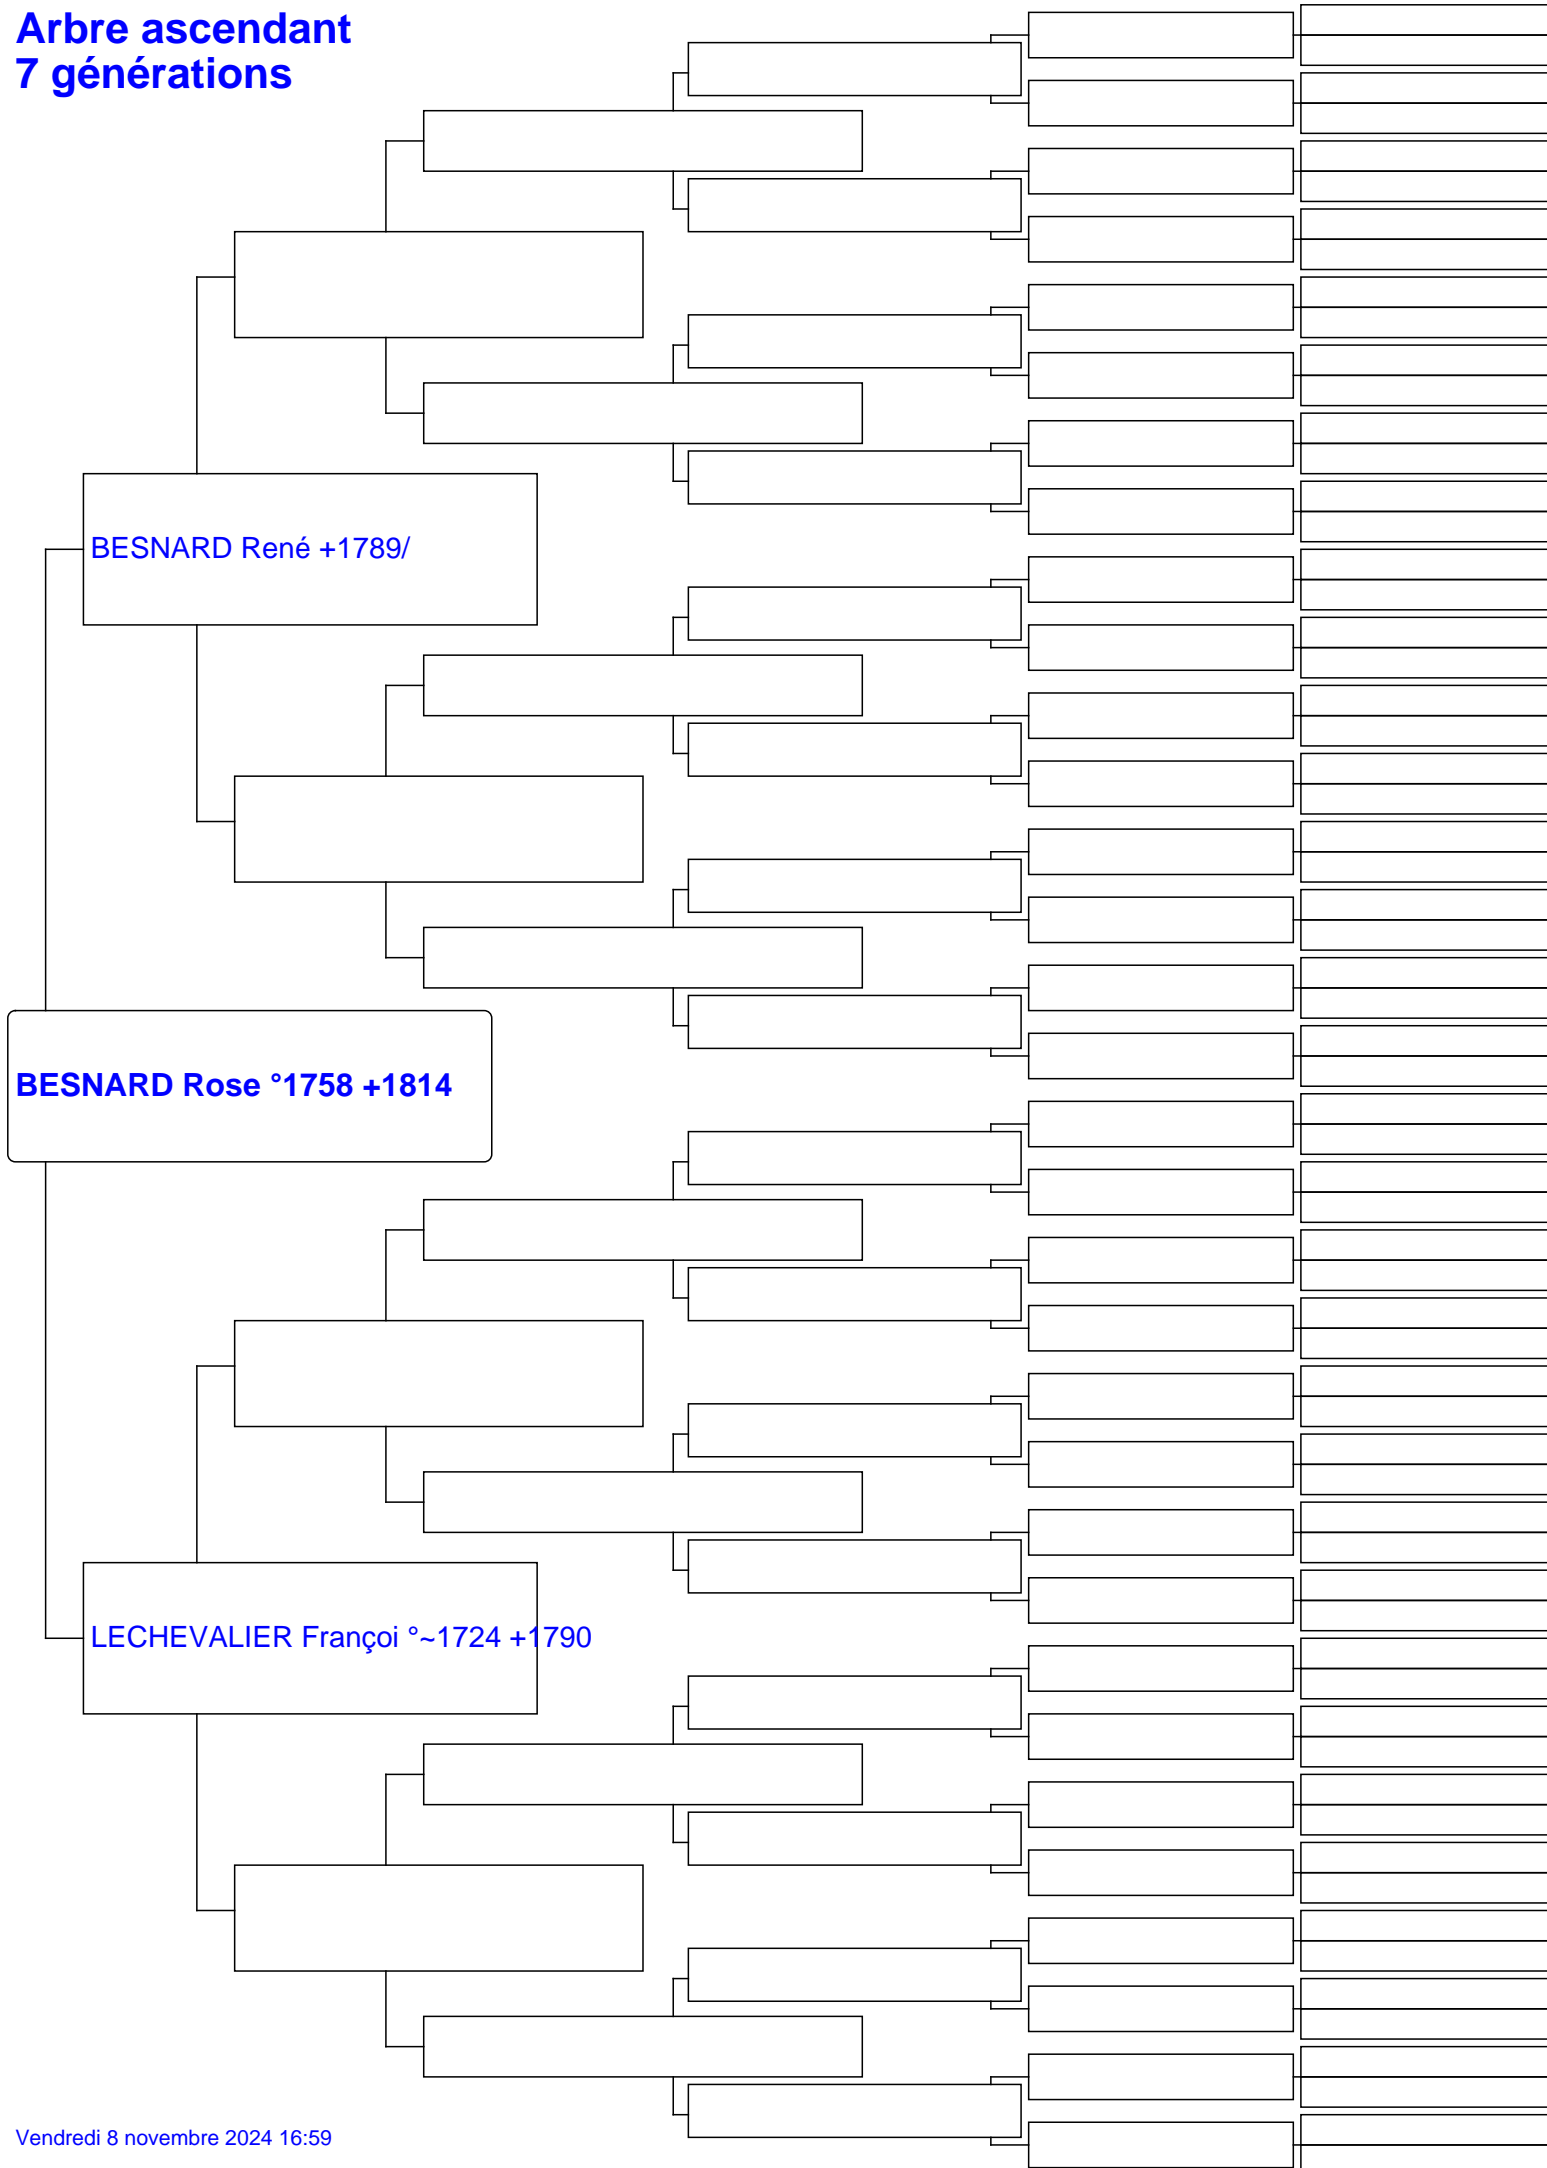 Arbre ascendant
7 générations
BESNARD René +1789/
BESNARD Rose °1758 +1814
LECHEVALIER Françoi °~1724 +1790
Vendredi 8 novembre 2024 16:59